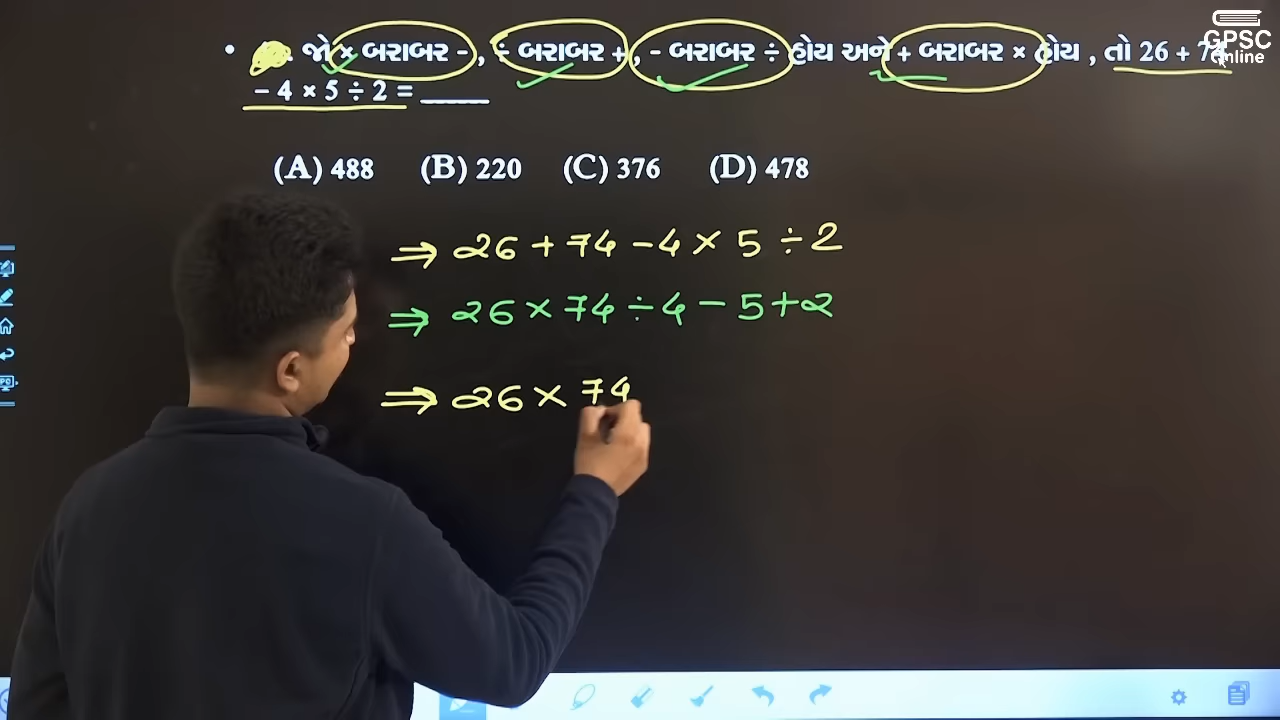 • જો × બરાબર - , ÷ બરાબર + , - બરાબર ÷ હોય અને + બરાબર × હોય , તો 26 + 74
- 4 × 5 ÷ 2 = _____
(A) 488 (B) 220 (C) 376 (D) 478
⇒ 26 + 74 - 4 × 5 ÷ 2
⇒ 26 × 74 ÷ 4 - 5 + 2
⇒ 26 × 74
GPSC
Online